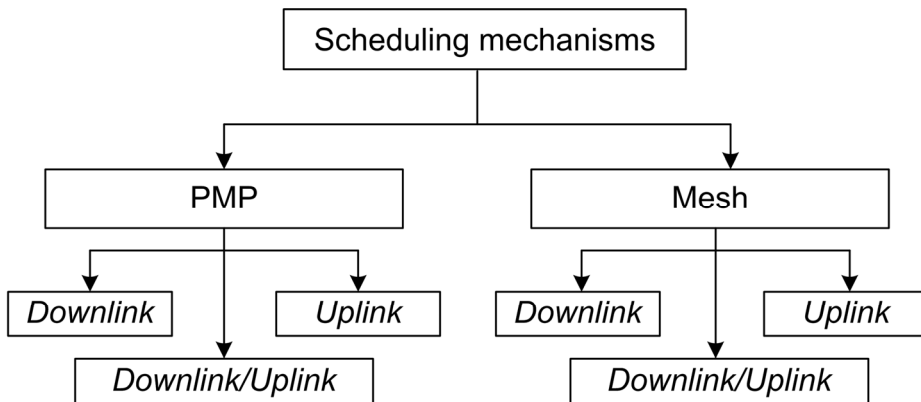 Scheduling mechanisms
PMP
Mesh
Downlink
Uplink
Downlink
Uplink
Downlink/Uplink
Downlink/Uplink